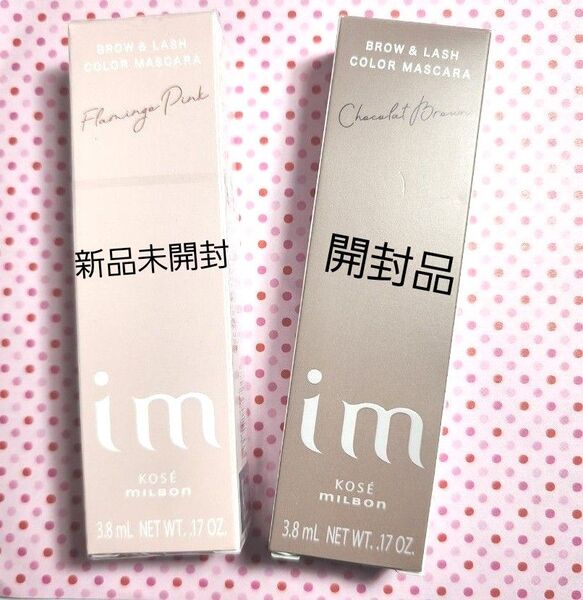 BROW & LASH
COLOR MASCARA
Flamingo Pink
新品未開封
im
KOSÉ
MILBON
3.8 mL NET WT. .17 OZ.
BROW & LASH
COLOR MASCARA
Chocolat Brown
開封品
im
KOSÉ
MILBON
3.8 mL NET WT. .17 OZ.